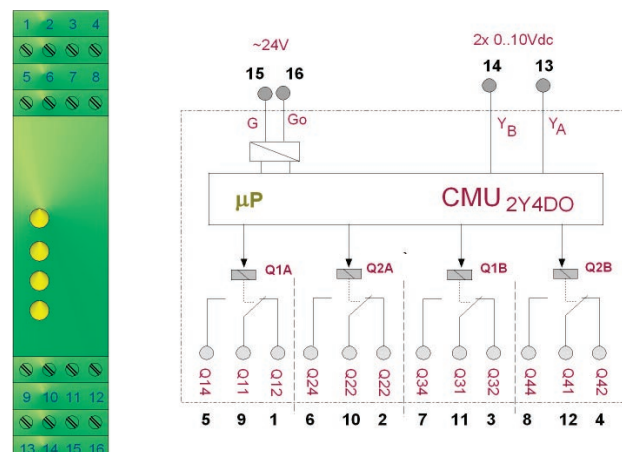 1 2 3 4
5 6 7 8
9 10 11 12
13 14 15 16
~24V
2x 0..10Vdc
15 16
14
13
G
Go
YB
YA
µP
CMU 2Y4DO
Q1A
Q2A
Q1B
Q2B
Q14 Q11 Q12 Q24 Q22 Q22 Q34 Q31 Q32 Q44 Q41 Q42
5 9 1 6 10 2 7 11 3 8 12 4